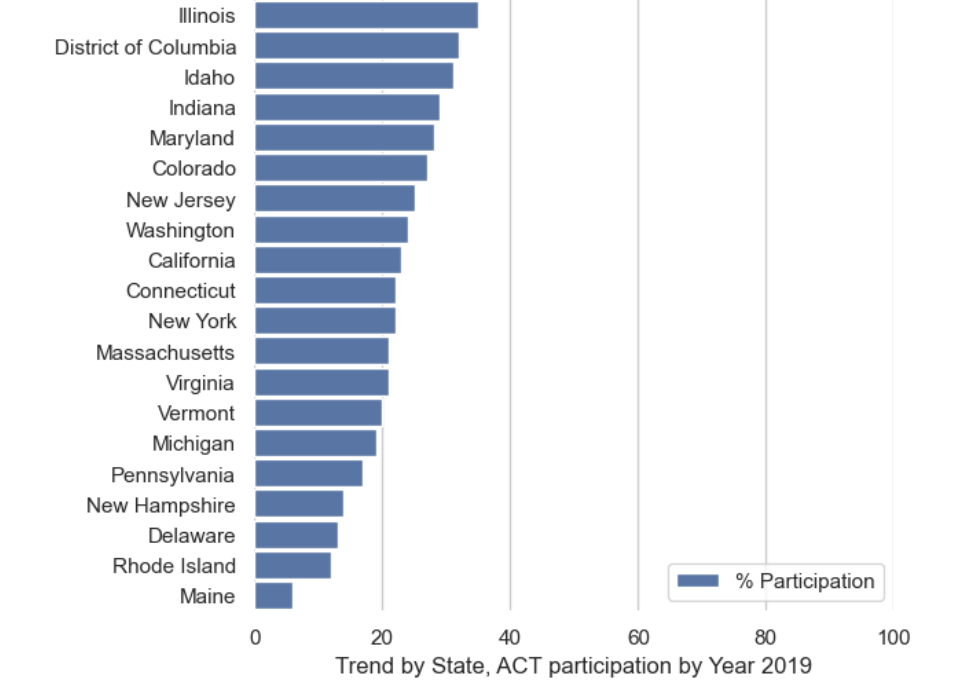 Illinois
District of Columbia
Idaho
Indiana
Maryland
Colorado
New Jersey
Washington
California
Connecticut
New York
Massachusetts
Virginia
Vermont
Michigan
Pennsylvania
New Hampshire
Delaware
Rhode Island
% Participation
Maine
0 20 40 60 80 100
Trend by State, ACT participation by Year 2019